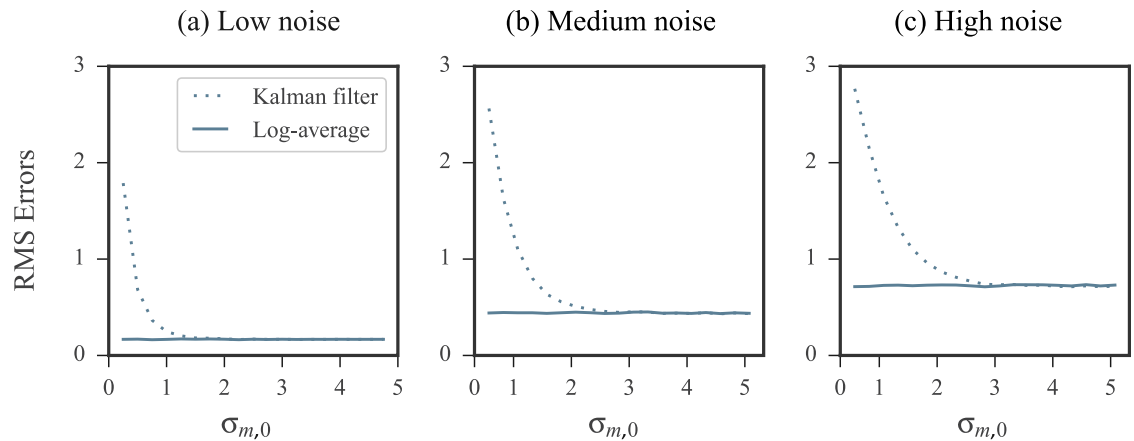 (a) Low noise
(b) Medium noise
(c) High noise
RMS Errors
3
2
1
0
0 1 2 3 4 5
σm,0
Kalman filter
Log-average
3
2
1
0
0 1 2 3 4 5
σm,0
3
2
1
0
0 1 2 3 4 5
σm,0